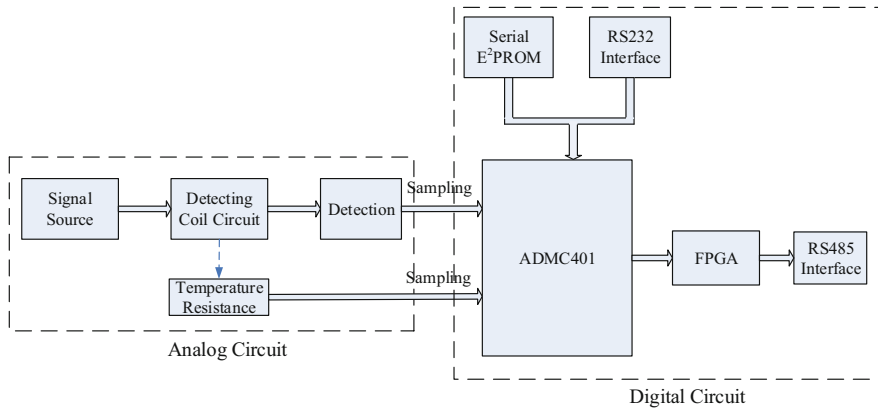 Serial
E²PROM
RS232
Interface
Signal
Source
Detecting
Coil Circuit
Detection
Sampling
ADMC401
FPGA
RS485
Interface
Temperature
Resistance
Sampling
Analog Circuit
Digital Circuit